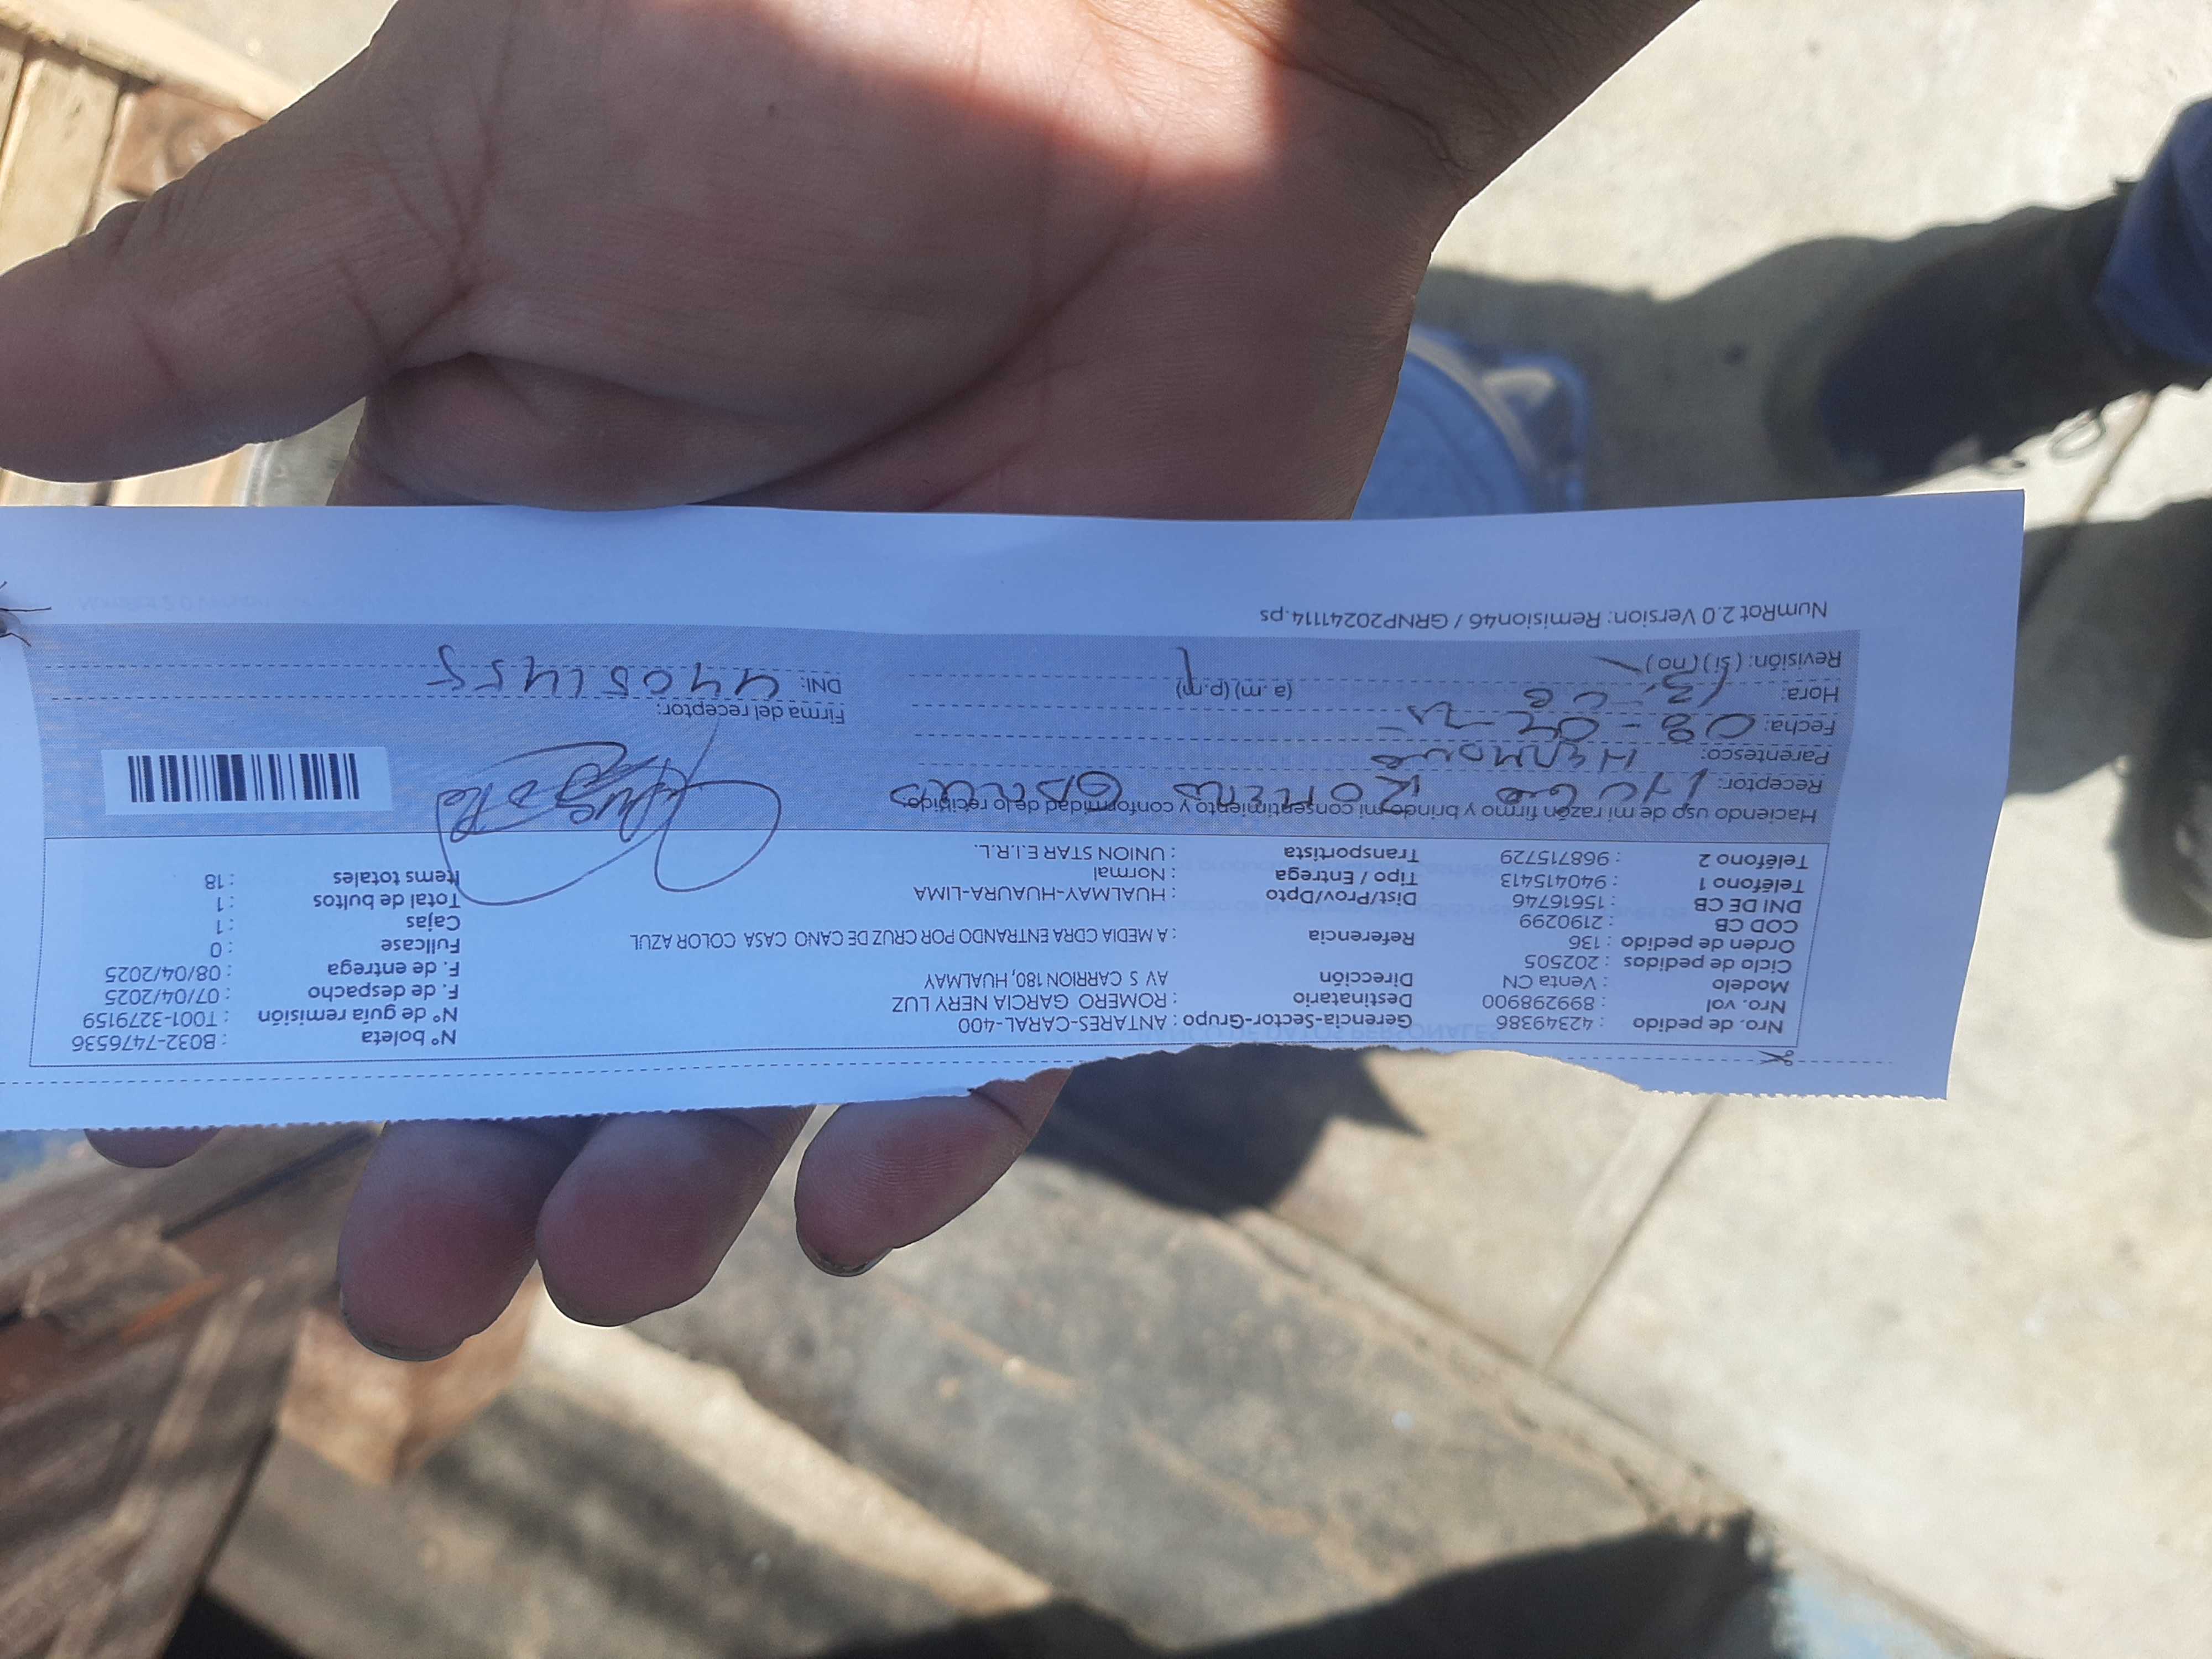 Nro. de pedido : 42349386 Gerencia-Sector-Grupo : ANTARES-CARAL-400 N° boleta : B032-7476536
Nro. vol : 899298900 Destinatario : ROMERO GARCIA NERY LUZ N° de guía remisión : T001-3279159
Modelo : Venta CN Dirección AV S CARRION 180, HUALMAY F. de despacho : 07/04/2025
Ciclo de pedidos : 202505 F. de entrega : 08/04/2025
Orden de pedido : 136 Referencia : A MEDIA CDRA ENTRANDO POR CRUZ DE CANO CASA COLOR AZUL Fullcase : 0
COD CB : 2190299 Cajas : 1
DNI DE CB : 15616746 Dist/Prov/Dpto : HUALMAY-HUAURA-LIMA Total de bultos : 1
Teléfono 1 : 940415413 Tipo / Entrega : Normal Items totales : 18
Teléfono 2 : 968715729 Transportista : UNION STAR E.I.R.L.
Haciendo uso de mi razón firmo y brindo mi consentimiento y conformidad de lo recibido:
Receptor: Hugo Romero
Parentesco: Hermano
Fecha: 08-04-25
Hora: (a.m) (p.m) Firma del receptor:
Revisión: (si) (no) DNI: 44051455
NumRot 2.0 Version: Remision46 / GRNP20241114.ps